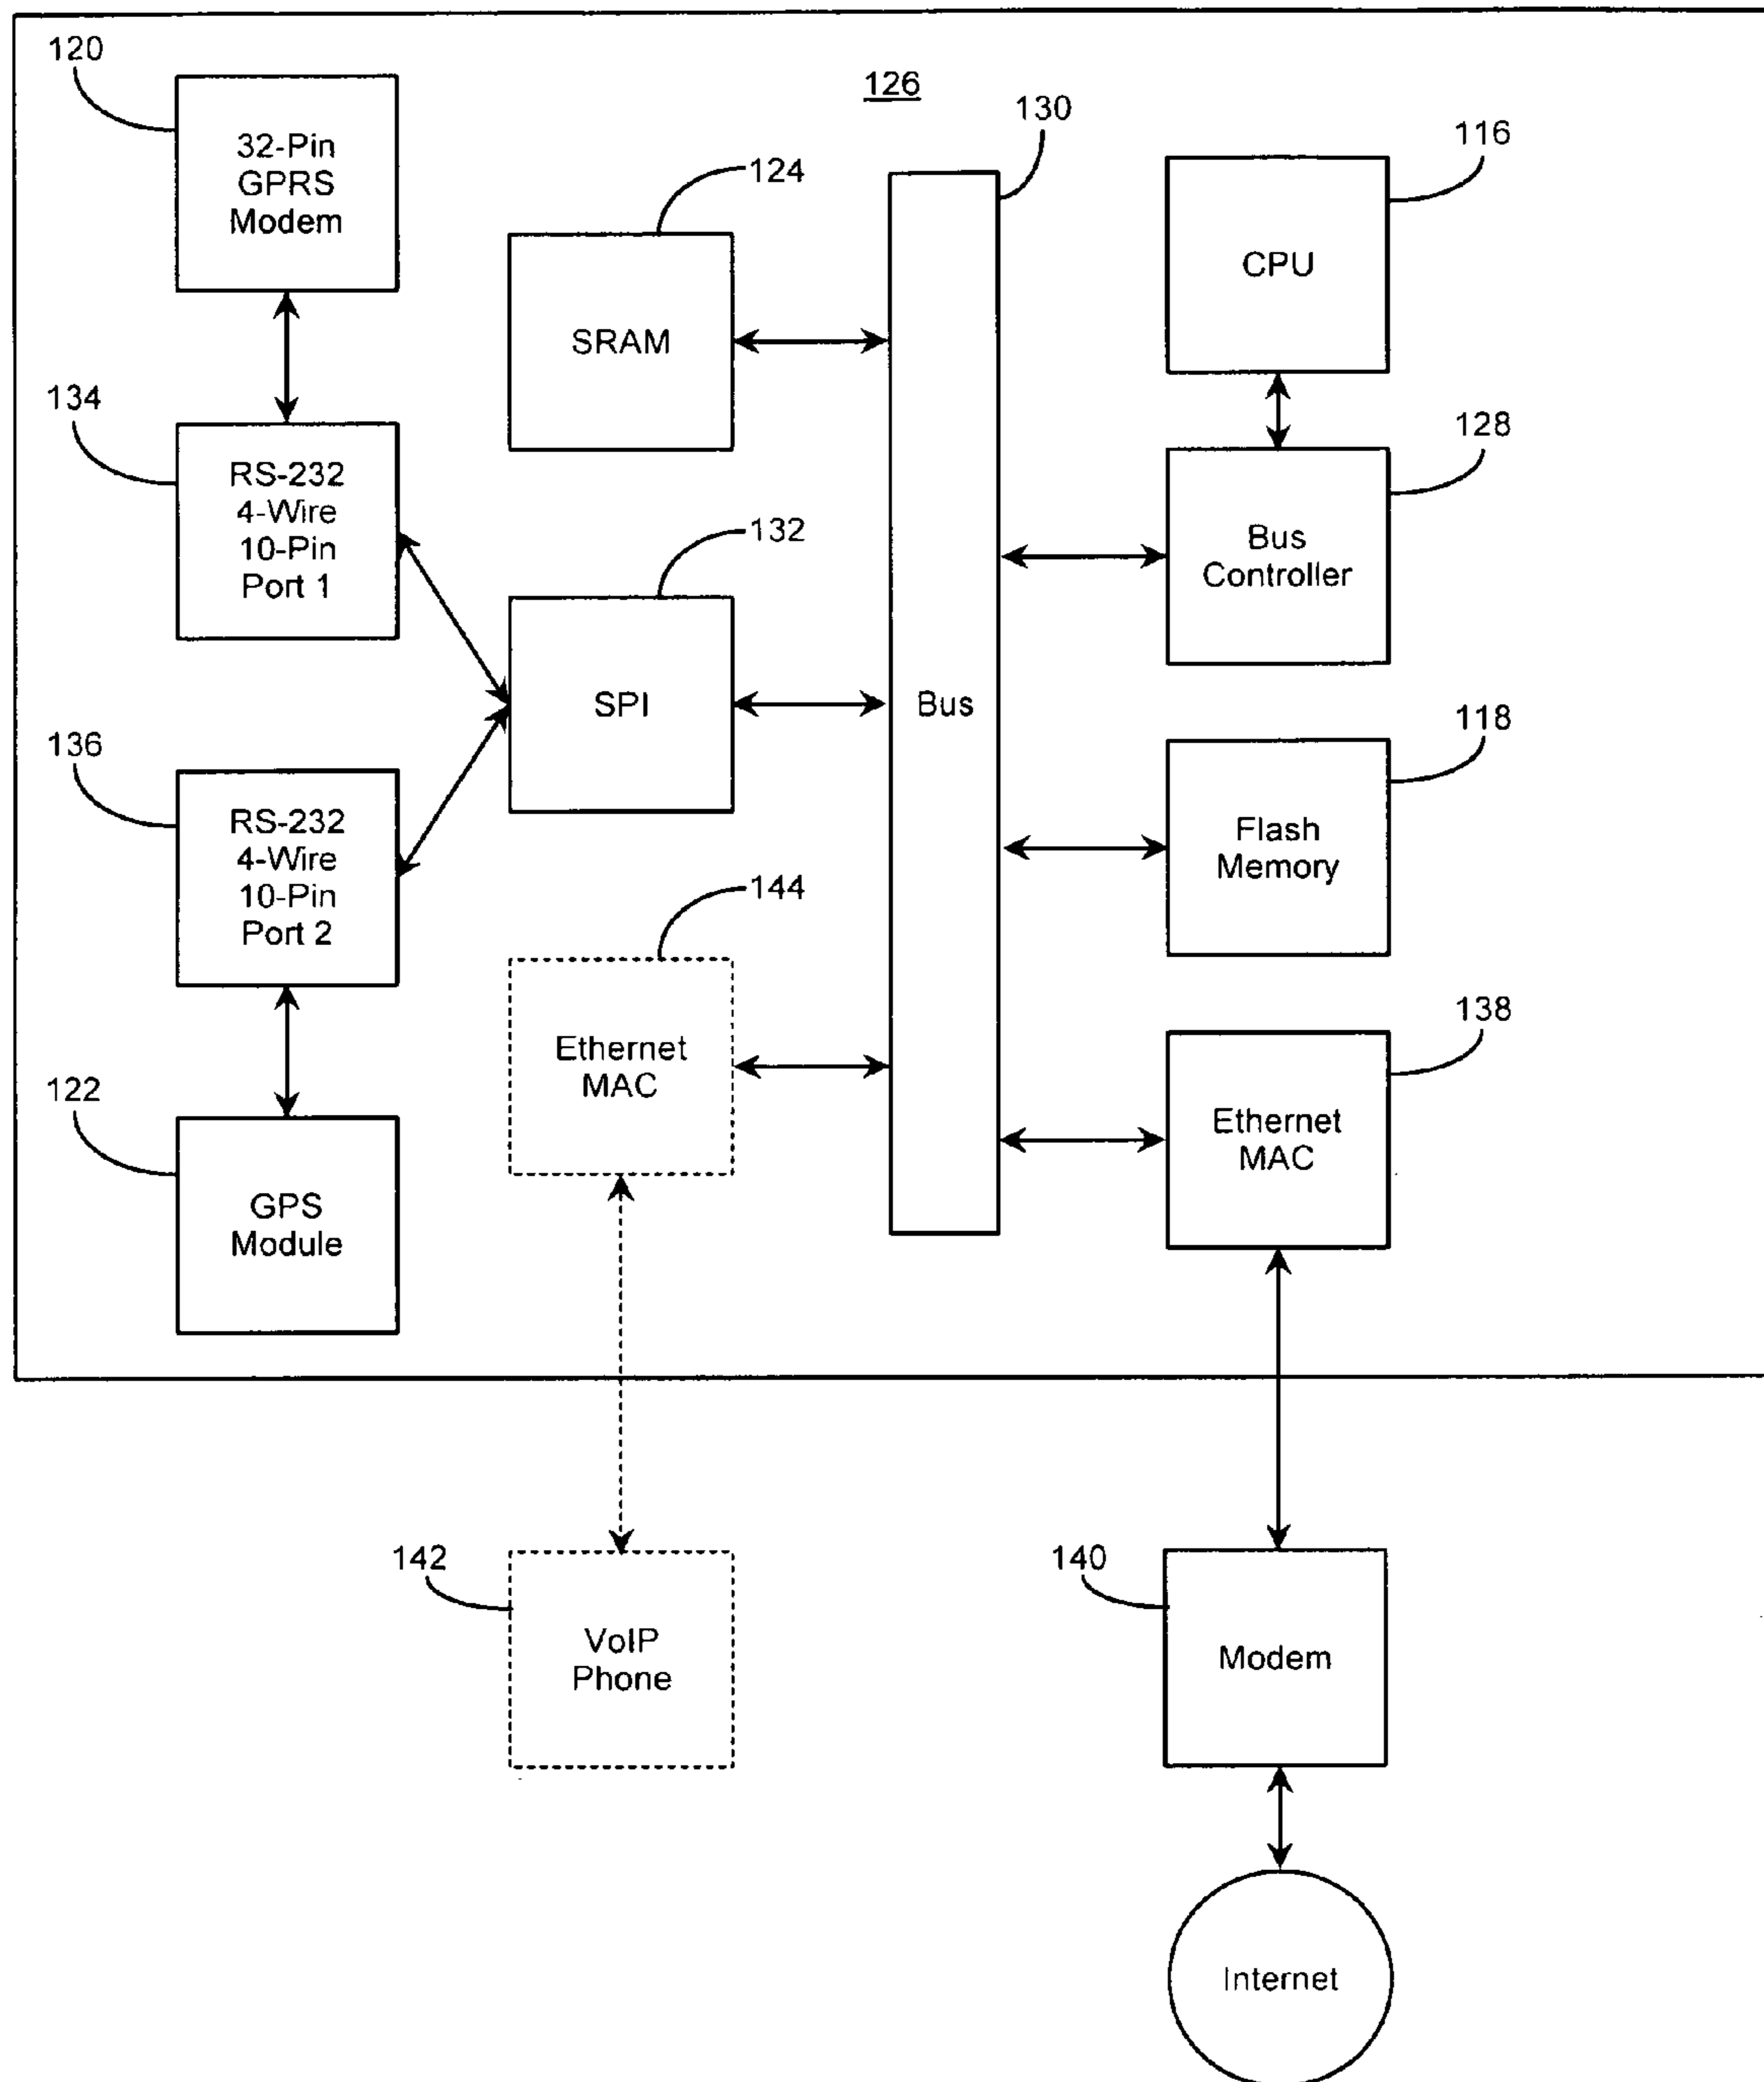 120
32-Pin
GPRS
Modem
126
130
116
CPU
124
SRAM
134
RS-232
4-Wire
10-Pin
Port 1
128
Bus
Controller
132
SPI
Bus
136
RS-232
4-Wire
10-Pin
Port 2
118
Flash
Memory
144
Ethernet
MAC
138
Ethernet
MAC
122
GPS
Module
142
VoIP
Phone
140
Modem
Internet